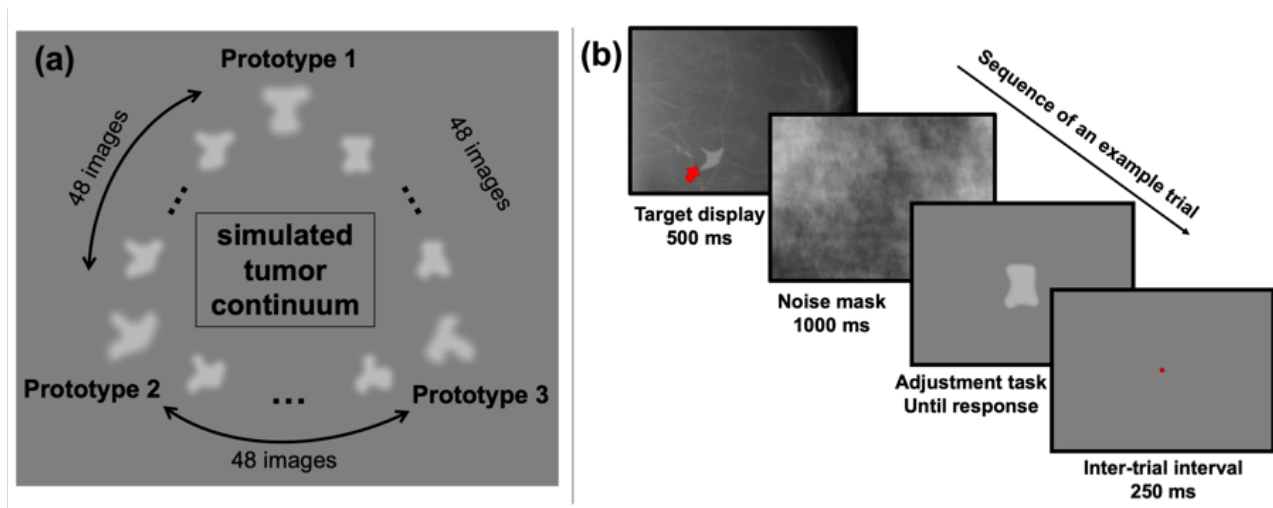 (a)
Prototype 1
48 images
48 images
simulated
tumor
continuum
Prototype 2
...
Prototype 3
48 images
(b)
Sequence of an example trial
Target display
500 ms
Noise mask
1000 ms
Adjustment task
Until response
Inter-trial interval
250 ms